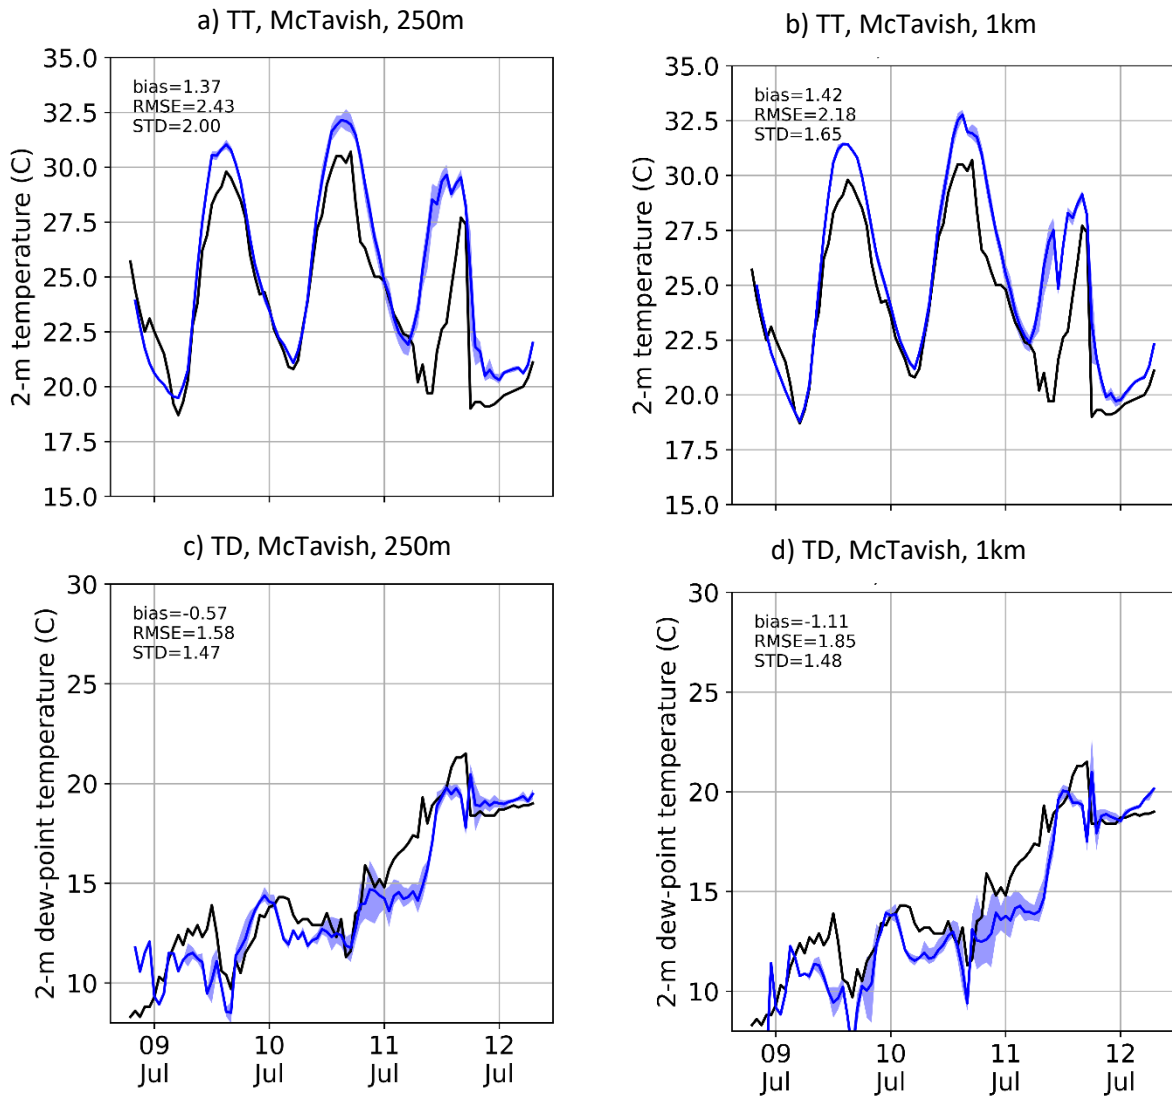 a) TT, McTavish, 250m
35.0
32.5
30.0
27.5
25.0
22.5
20.0
17.5
15.0
2-m temperature (C)
bias=1.37
RMSE=2.43
STD=2.00
b) TT, McTavish, 1km
35.0
32.5
30.0
27.5
25.0
22.5
20.0
17.5
15.0
2-m temperature (C)
bias=1.42
RMSE=2.18
STD=1.65
c) TD, McTavish, 250m
30
25
20
15
10
2-m dew-point temperature (C)
bias=-0.57
RMSE=1.58
STD=1.47
09 10 11 12
Jul Jul Jul Jul
d) TD, McTavish, 1km
30
25
20
15
10
2-m dew-point temperature (C)
bias=-1.11
RMSE=1.85
STD=1.48
09 10 11 12
Jul Jul Jul Jul